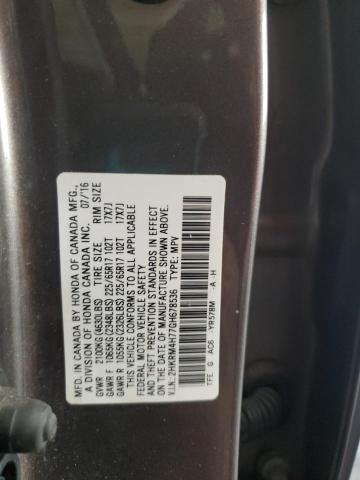 MFD. IN CANADA BY HONDA OF CANADA MFG.,
A DIVISION OF HONDA CANADA INC. 07/16
GVWR 2100KG(4630LBS) TIRE SIZE RIM SIZE
GAWR F 1065KG(2348LBS) 225/65R17 102T 17X7J
GAWR R 1055KG(2326LBS) 225/65R17 102T 17X7J
THIS VEHICLE CONFORMS TO ALL APPLICABLE
FEDERAL MOTOR VEHICLE SAFETY
AND THEFT PREVENTION STANDARDS IN EFFECT
ON THE DATE OF MANUFACTURE SHOWN ABOVE.
V.I.N.:2HKRM4H77GH678536 TYPE: MPV
TFE G AC6 YR578M -A -H